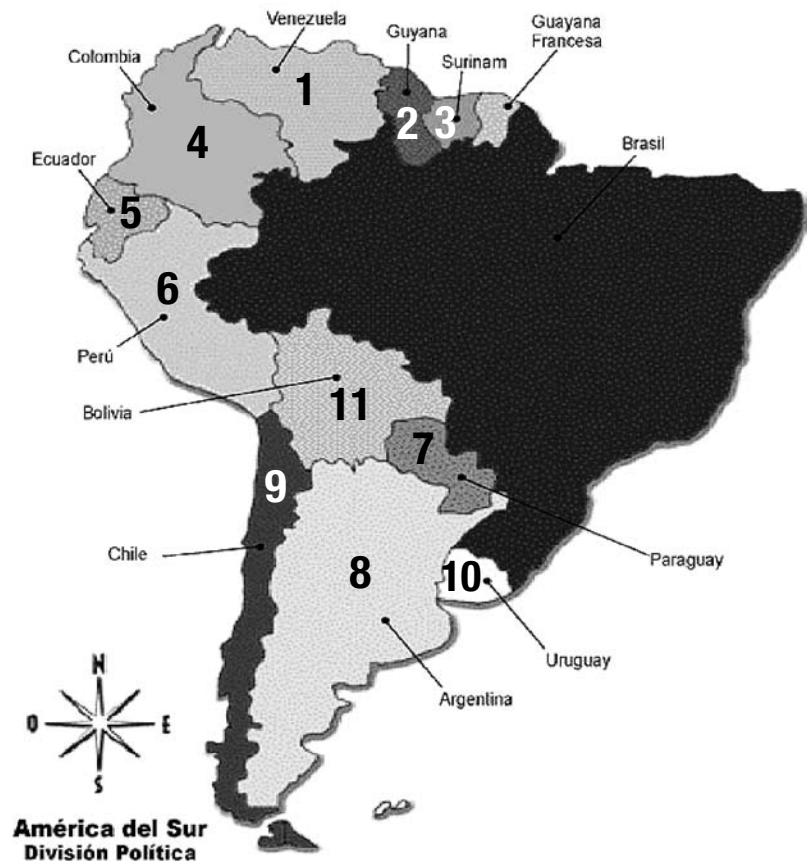 Venezuela
Guyana
Guayana
Francesa
Colombia
Surinam
1
2
3
Brasil
4
Ecuador
5
6
Perú
Bolivia
11
7
9
Chile
8
10
Paraguay
Uruguay
Argentina
N
O
E
S
América del Sur
División Política